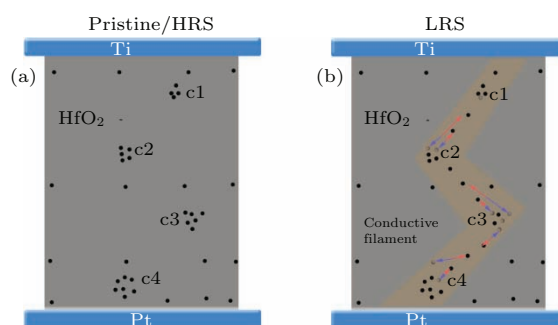 Pristine/HRS
Ti
(a)
c1
HfO2
c2
c3
c4
Pt
LRS
Ti
(b)
c1
HfO2
c2
c3
Conductive
filament
c4
Pt